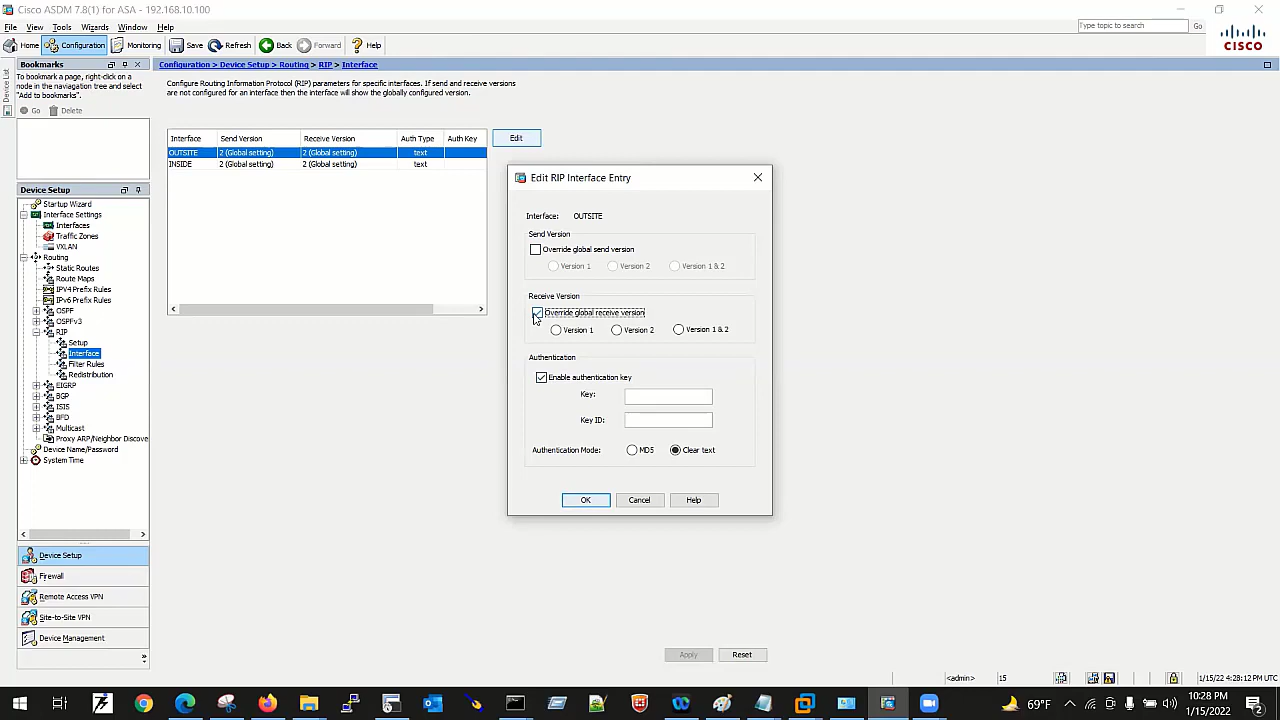 Cisco ASDM 7.8(1) for ASA - 192.168.10.100
File View Tools Wizards Window Help
Type topic to search Go
Home Configuration Monitoring Save Refresh Back Forward Help
CISCO
Device List
Bookmarks
To bookmark a page, right-click on a node in the navigation tree and select "Add to bookmarks".
Go Delete
Configuration > Device Setup > Routing > RIP > Interface
Configure Routing Information Protocol (RIP) parameters for specific interfaces. If send and receive versions
are not configured for an interface then the interface will show the globally configured version.
Interface Send Version Receive Version Auth Type Auth Key
OUTSITE 2 (Global setting) 2 (Global setting) text
INSIDE 2 (Global setting) 2 (Global setting) text
Edit
Device Setup
Startup Wizard
Interface Settings
Interfaces
Traffic Zones
VXLAN
Routing
Static Routes
Route Maps
IPV4 Prefix Rules
IPv6 Prefix Rules
OSPF
OSPFv3
RIP
Setup
Interface
Filter Rules
Redistribution
EIGRP
BGP
ISIS
BFD
Multicast
Proxy ARP/Neighbor Discove
Device Name/Password
System Time
Device Setup
Firewall
Remote Access VPN
Site-to-Site VPN
Device Management
Edit RIP Interface Entry
Interface: OUTSITE
Send Version
Override global send version
Version 1 Version 2 Version 1 & 2
Receive Version
Override global receive version
Version 1 Version 2 Version 1 & 2
Authentication
Enable authentication key
Key:
Key ID:
Authentication Mode: MD5 Clear text
OK Cancel Help
Apply Reset
<admin> 15 1/15/22 4:28:12 PM UTC
69°F
10:28 PM
1/15/2022
2